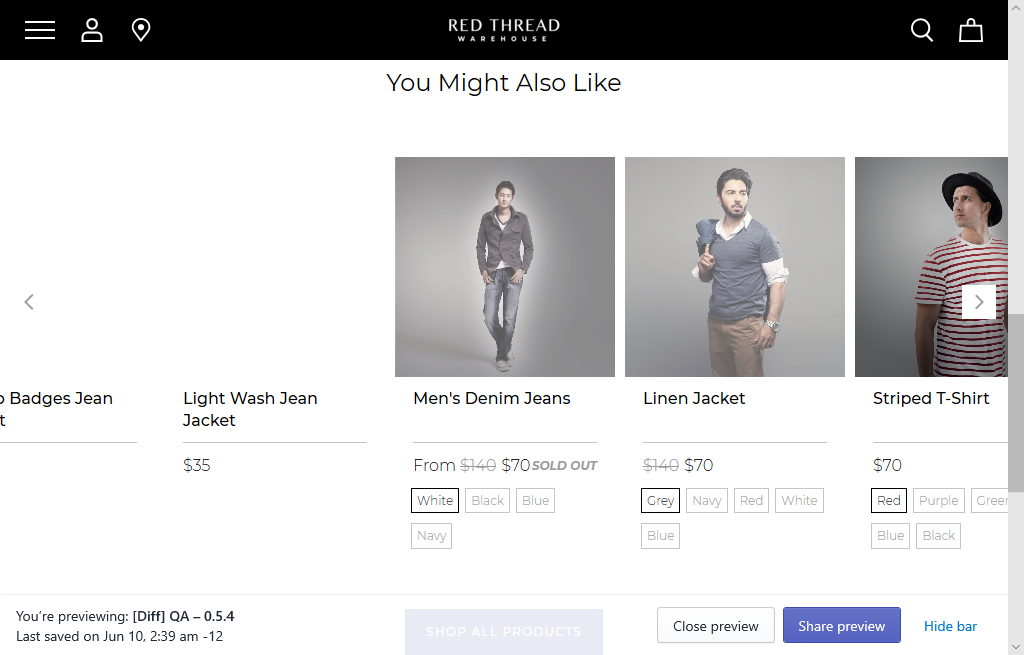 RED THREAD
WAREHOUSE
You Might Also Like
Badges Jean
Light Wash Jean
Jacket
$35
Men's Denim Jeans
From $140 $70 SOLD OUT
White Black Blue
Navy
Linen Jacket
$140 $70
Grey Navy Red White
Blue
Striped T-Shirt
$70
Red Purple
Blue Black
You're previewing: [Diff] QA – 0.5.4
Last saved on Jun 10, 2:39 am -12
SHOP ALL PRODUCTS
Close preview
Share preview
Hide bar